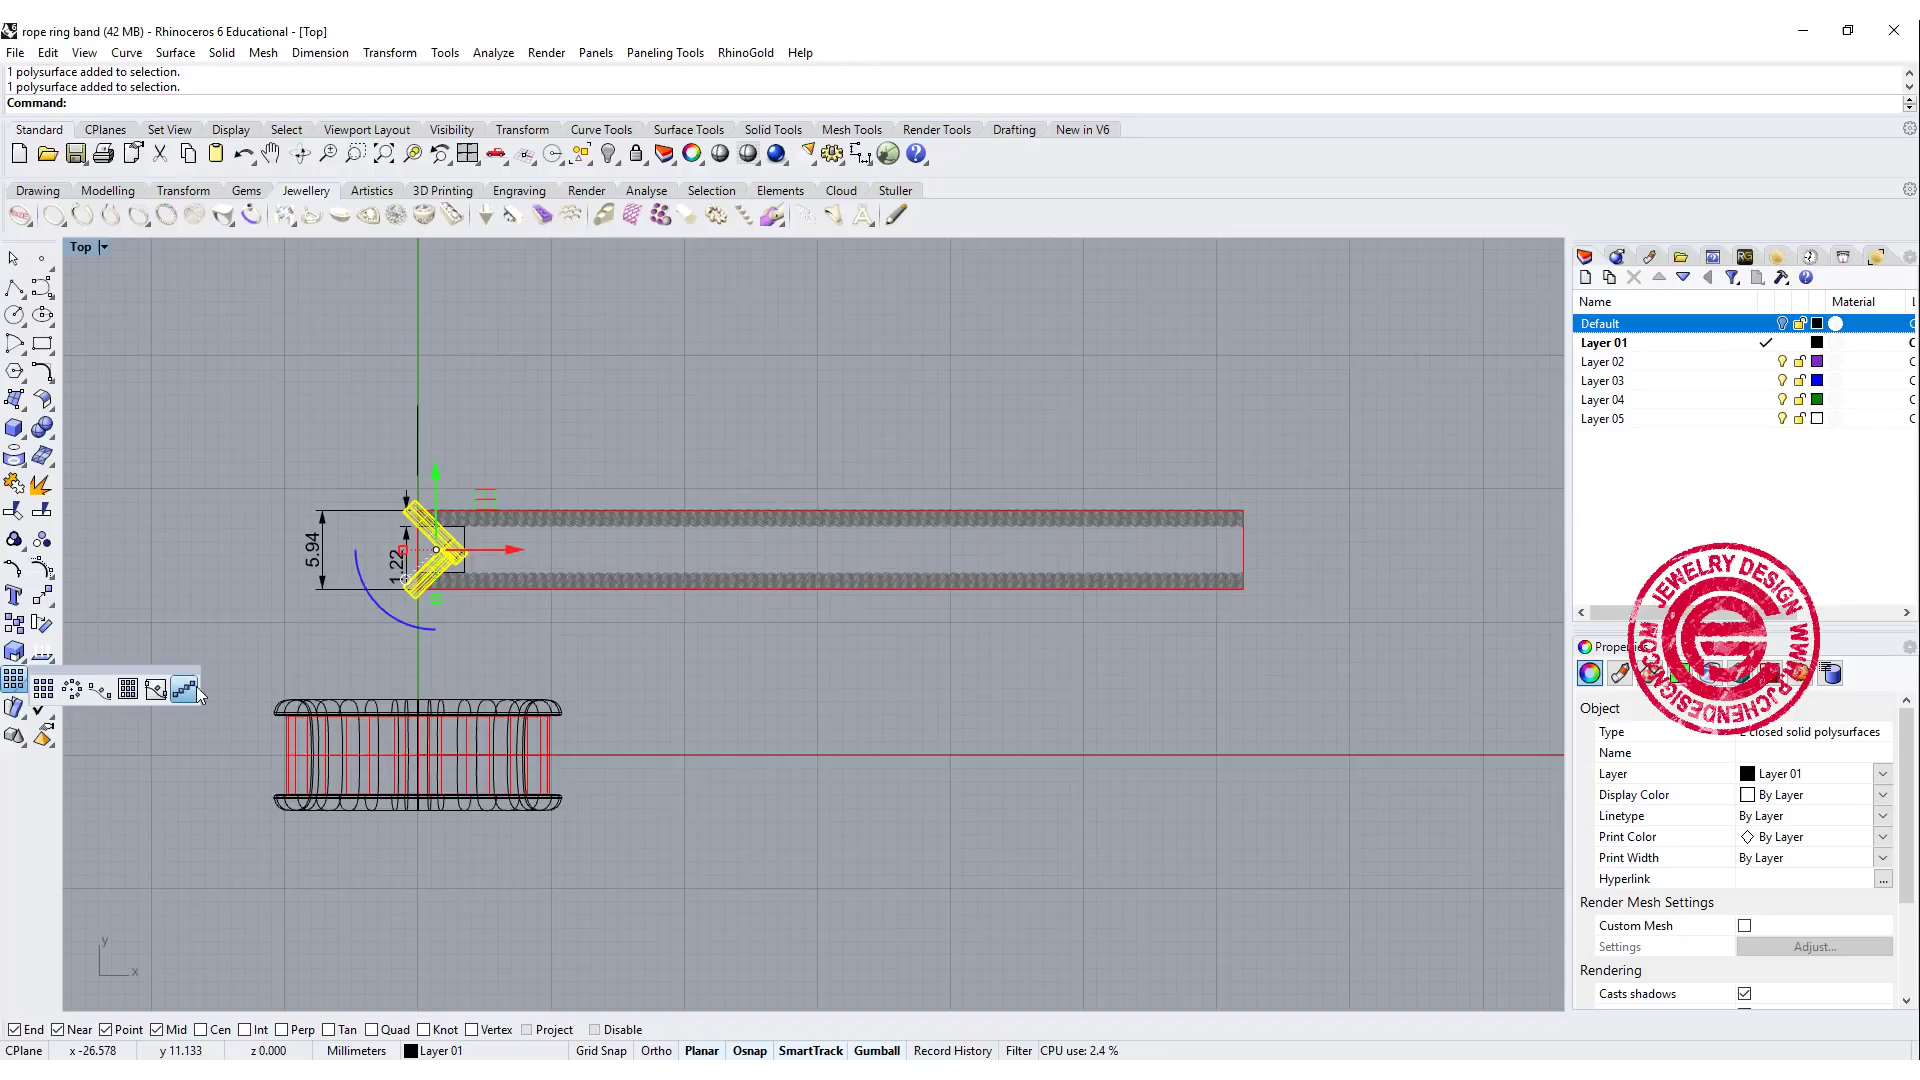 rope ring band (42 MB) - Rhinoceros 6 Educational - [Top]
File Edit View Curve Surface Solid Mesh Dimension Transform Tools Analyze Render Panels Paneling Tools RhinoGold Help
1 polysurface added to selection.
1 polysurface added to selection.
Command:
Standard CPlanes Set View Display Select Viewport Layout Visibility Transform Curve Tools Surface Tools Solid Tools Mesh Tools Render Tools Drafting New in V6
Drawing Modelling Transform Gems Jewellery Artistics 3D Printing Engraving Render Analyse Selection Elements Cloud Stuller
Top
Name Material
Default
Layer 01
Layer 02
Layer 03
Layer 04
Layer 05
5.94
1.22
y
x
JEWELRY DESIGN
WWW.PJCHENDESIGN.COM
Object
Type closed solid polysurfaces
Name
Layer Layer 01
Display Color By Layer
Linetype By Layer
Print Color By Layer
Print Width By Layer
Hyperlink ...
Render Mesh Settings
Custom Mesh
Settings Adjust...
Rendering
Casts shadows
End Near Point Mid Cen Int Perp Tan Quad Knot Vertex Project Disable
CPlane x -26.578 y 11.133 z 0.000 Millimeters Layer 01 Grid Snap Ortho Planar Osnap SmartTrack Gumball Record History Filter CPU use: 2.4 %